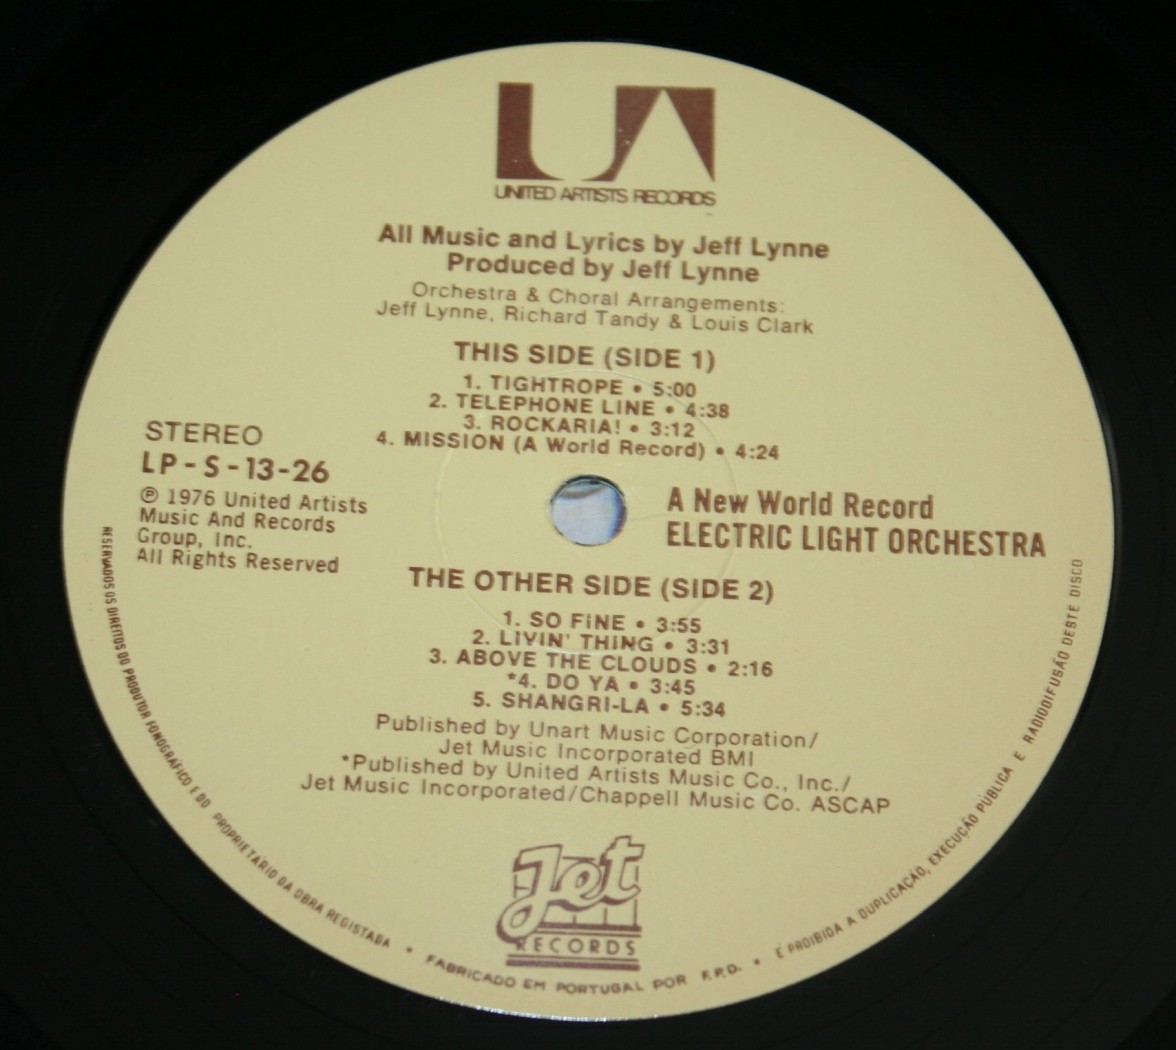 UA
UNITED ARTISTS RECORDS
All Music and Lyrics by Jeff Lynne
Produced by Jeff Lynne
Orchestra & Choral Arrangements:
Jeff Lynne, Richard Tandy & Louis Clark
THIS SIDE (SIDE 1)
1. TIGHTROPE • 5:00
2. TELEPHONE LINE • 4:38
3. ROCKARIA! • 3:12
4. MISSION (A World Record) • 4:24
STEREO
LP-S-13-26
℗ 1976 United Artists
Music And Records
Group, Inc.
All Rights Reserved
A New World Record
ELECTRIC LIGHT ORCHESTRA
THE OTHER SIDE (SIDE 2)
1. SO FINE • 3:55
2. LIVIN' THING • 3:31
3. ABOVE THE CLOUDS • 2:16
*4. DO YA • 3:45
5. SHANGRI-LA • 5:34
Published by Unart Music Corporation/
Jet Music Incorporated BMI
*Published by United Artists Music Co., Inc./
Jet Music Incorporated/Chappell Music Co. ASCAP
Jet
RECORDS
RESERVADOS OS DIREITOS DO PRODUTOR FONOGRÁFICO E DO PROPRIETÁRIO DA OBRA REGISTADA • FABRICADO EM PORTUGAL POR F.P.D. • É PROIBIDA A DUPLICAÇÃO, EXECUÇÃO PÚBLICA E RADIODIFUSÃO DESTE DISCO